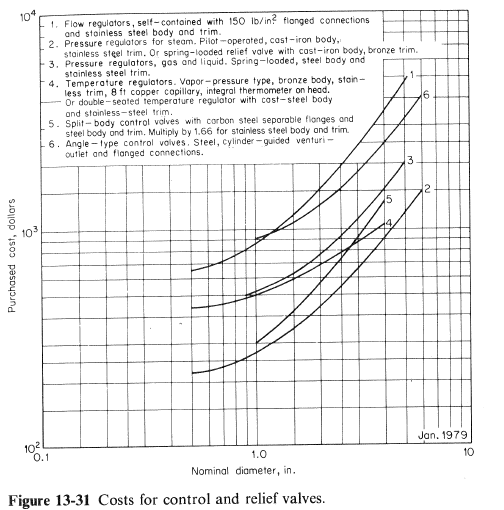 10⁴
1. Flow regulators, self-contained with 150 lb/in² flanged connections
and stainless steel body and trim.
2. Pressure regulators for steam. Pilot-operated, cast-iron body,
stainless steel trim. Or spring-loaded relief valve with cast-iron body, bronze trim.
3. Pressure regulators, gas and liquid. Spring-loaded, steel body and
stainless steel trim.
4. Temperature regulators. Vapor-pressure type, bronze body, stain-
less trim, 8 ft copper capillary, integral thermometer on head.
Or double-seated temperature regulator with cast-steel body
and stainless-steel trim.
5. Split-body control valves with carbon steel separable flanges and
steel body and trim. Multiply by 1.66 for stainless steel body and trim.
6. Angle-type control valves. Steel, cylinder-guided venturi-
outlet and flanged connections.
1
6
3
5
2
4
10³
Purchased cost, dollars
10²
Jan. 1979
0.1
1.0
10
Nominal diameter, in.
Figure 13-31 Costs for control and relief valves.